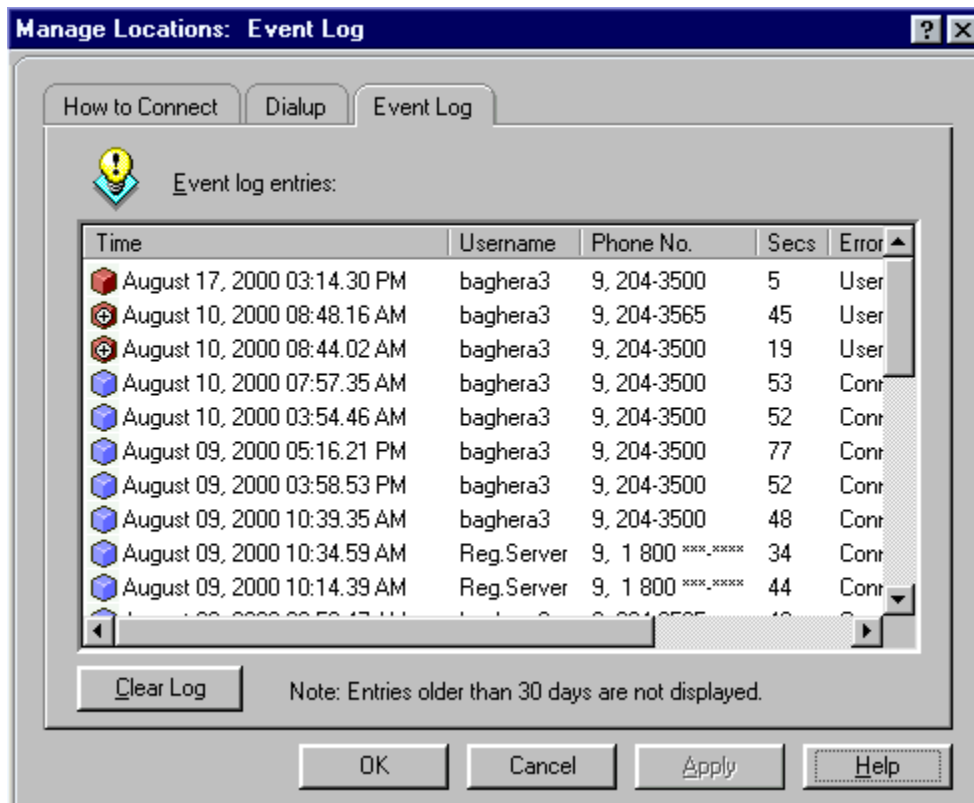 Manage Locations: Event Log
How to Connect Dialup Event Log
Event log entries:
Time Username Phone No. Secs Error
August 17, 2000 03:14.30 PM baghera3 9, 204-3500 5 User
August 10, 2000 08:48.16 AM baghera3 9, 204-3565 45 User
August 10, 2000 08:44.02 AM baghera3 9, 204-3500 19 User
August 10, 2000 07:57.35 AM baghera3 9, 204-3500 53 Conn
August 10, 2000 03:54.46 AM baghera3 9, 204-3500 52 Conn
August 09, 2000 05:16.21 PM baghera3 9, 204-3500 77 Conn
August 09, 2000 03:58.53 PM baghera3 9, 204-3500 52 Conn
August 09, 2000 10:39.35 AM baghera3 9, 204-3500 48 Conn
August 09, 2000 10:34.59 AM Reg.Server 9, 1 800 ***-**** 34 Conn
August 09, 2000 10:14.39 AM Reg.Server 9, 1 800 ***-**** 44 Conn
Clear Log Note: Entries older than 30 days are not displayed.
OK Cancel Apply Help